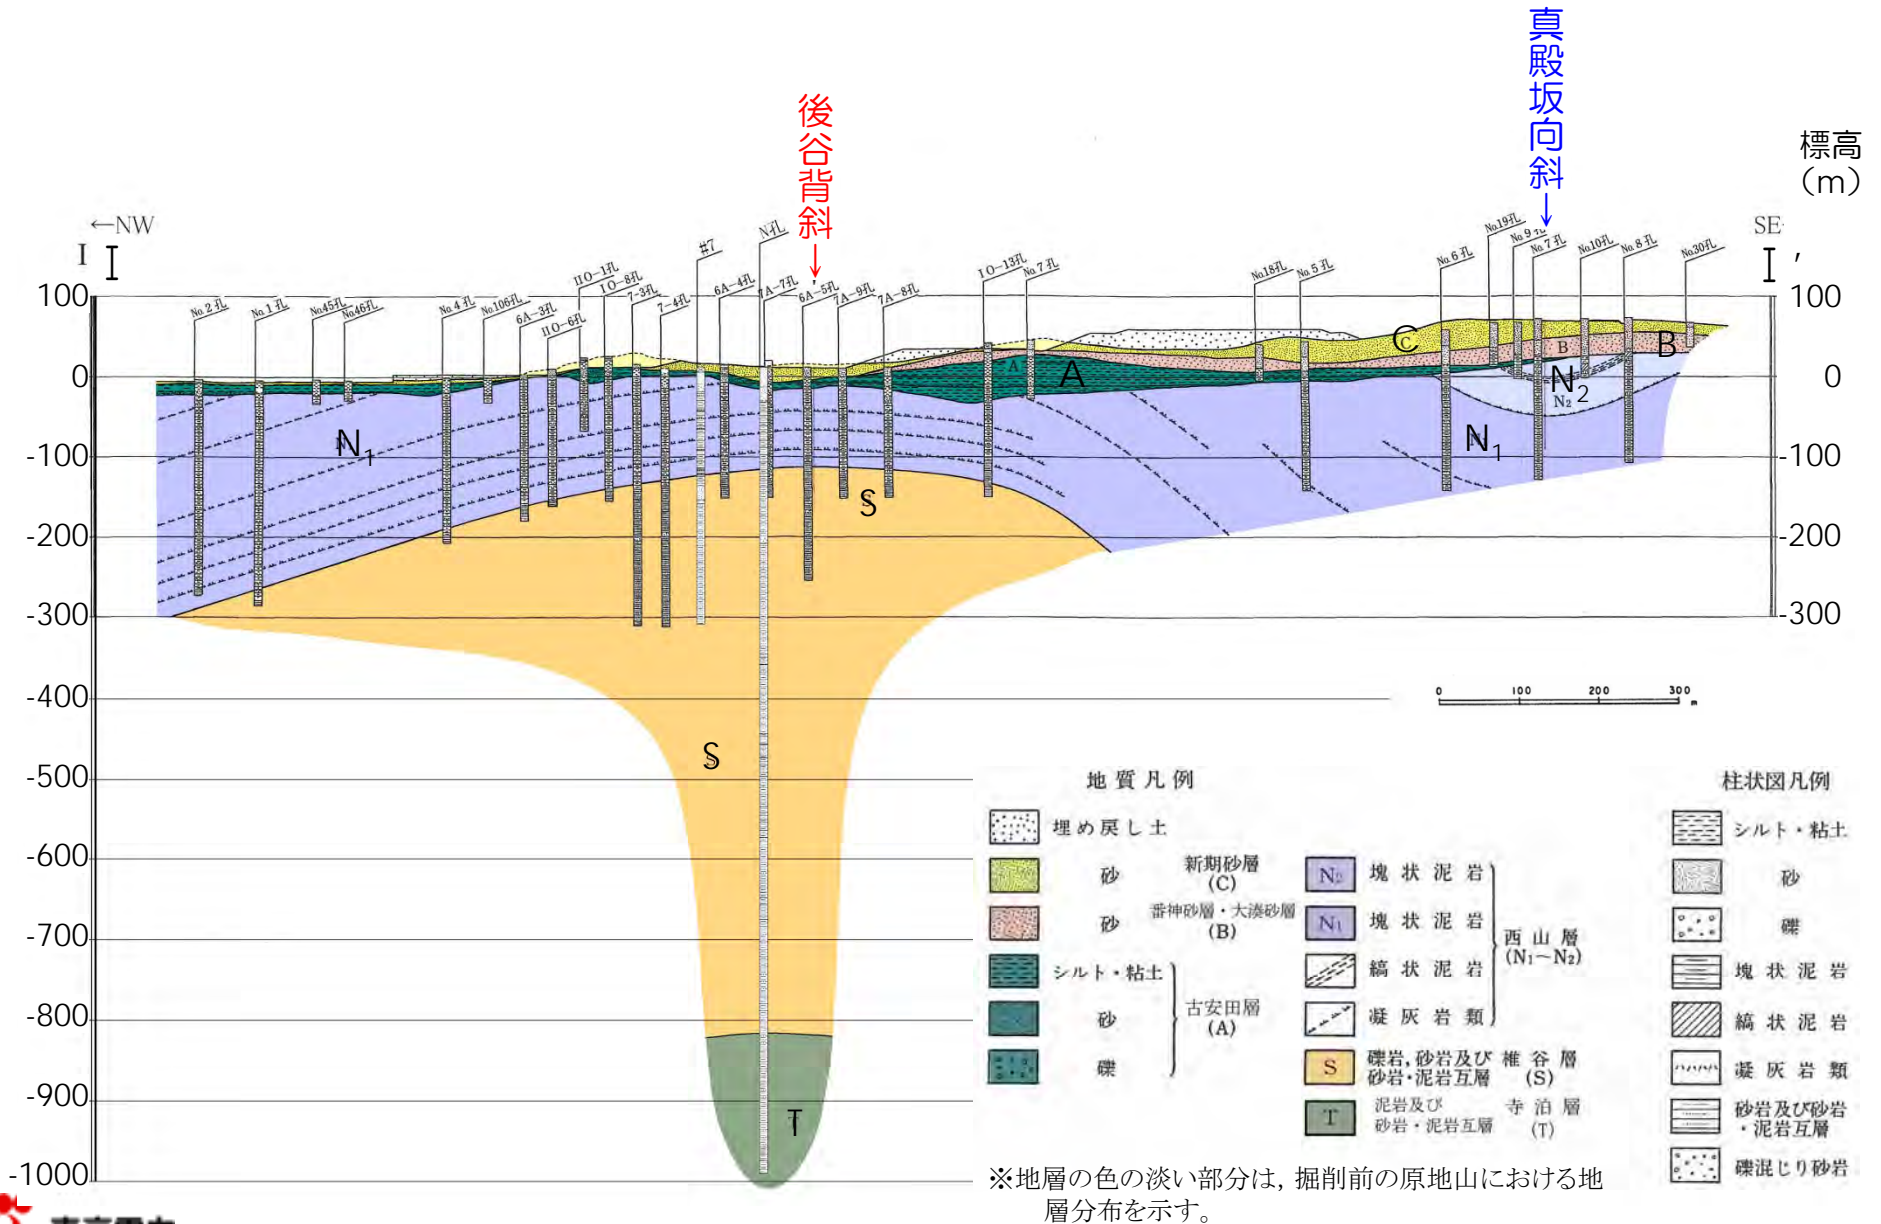 真殿坂向斜
後谷背斜
標高
(m)
←NW
SE
I
I
I
I
′
No.2孔
No.1孔
No.45孔
No.46孔
No.4孔
No.106孔
6A-3孔
IIO-6孔
IIO-1孔
IO-8孔
7-3孔
7-4孔
#7
6A-4孔
N孔
7A-7孔
6A-5孔
7A-9孔
7A-8孔
IO-13孔
No.7孔
No.18孔
No.5孔
No.6孔
No.19孔
No.9孔
No.7孔
No.10孔
No.8孔
No.30孔
100
0
-100
-200
-300
-400
-500
-600
-700
-800
-900
-1000
100
0
-100
-200
-300
C
C
B
B
A
A
N₂
N₂
N₁
N₁
S
S
T
0 100 200 300 m
地質凡例
埋め戻し土
砂 新期砂層
(C)
砂 番神砂層・大湊砂層
(B)
シルト・粘土
砂
礫
古安田層
(A)
N₂ 塊状泥岩
N₁ 塊状泥岩
縞状泥岩
凝灰岩類
西山層
(N₁~N₂)
S 礫岩,砂岩及び 椎谷層
砂岩・泥岩互層 (S)
T 泥岩及び 寺泊層
砂岩・泥岩互層 (T)
柱状図凡例
シルト・粘土
砂
礫
塊状泥岩
縞状泥岩
凝灰岩類
砂岩及び砂岩
・泥岩互層
礫混じり砂岩
※地層の色の淡い部分は,掘削前の原地山における地
層分布を示す。